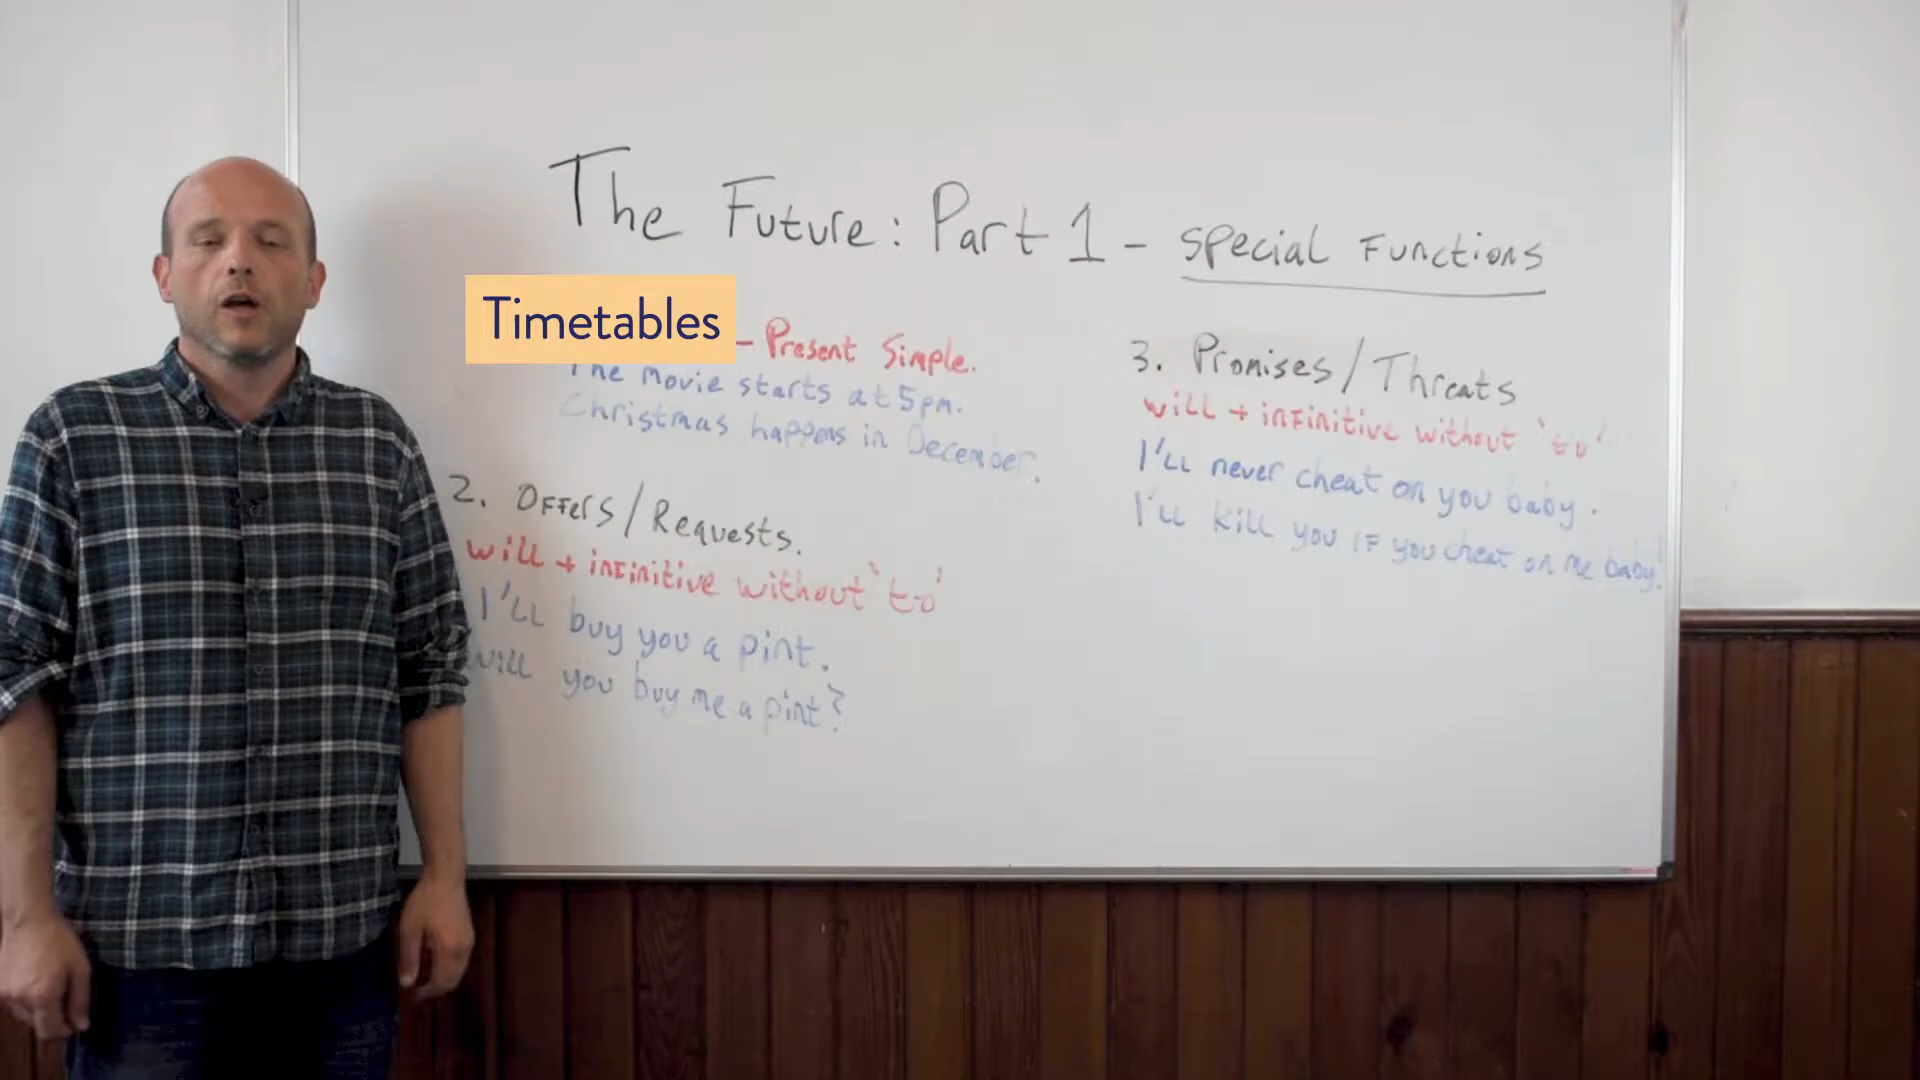 The Future: Part 1 - Special Functions
Timetables - Present Simple.
The movie starts at 5pm.
Christmas happens in December.
2. Offers/Requests.
will + infinitive without 'to'
I'll buy you a pint.
Will you buy me a pint?
3. Promises/Threats
will + infinitive without 'to'
I'll never cheat on you baby.
I'll kill you if you cheat on me baby!